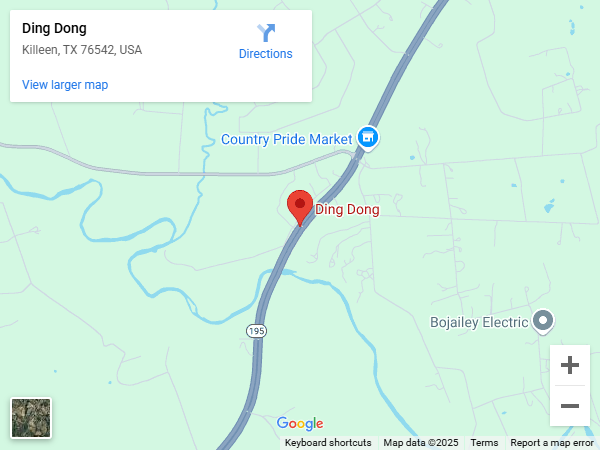 Ding Dong
Killeen, TX 76542, USA
Directions
View larger map
Country Pride Market
Ding Dong
195
Bojailey Electric
Google
Keyboard shortcuts Map data ©2025 Terms Report a map error